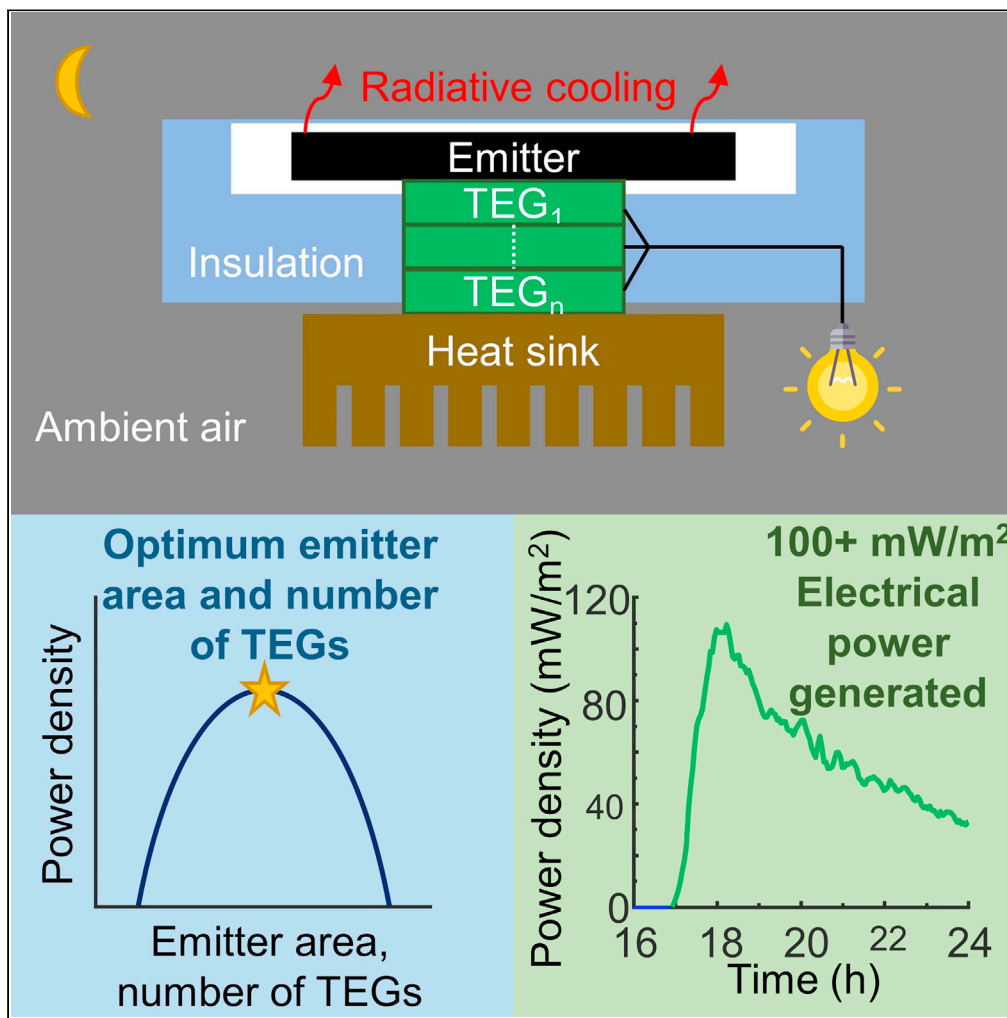 Radiative cooling
Emitter
TEG₁
Insulation
TEGₙ
Heat sink
Ambient air
Optimum emitter
area and number
of TEGs
Power density
Emitter area,
number of TEGs
100+ mW/m²
Electrical
power
generated
Power density (mW/m²)
120
80
40
0
16
18
20
22
24
Time (h)